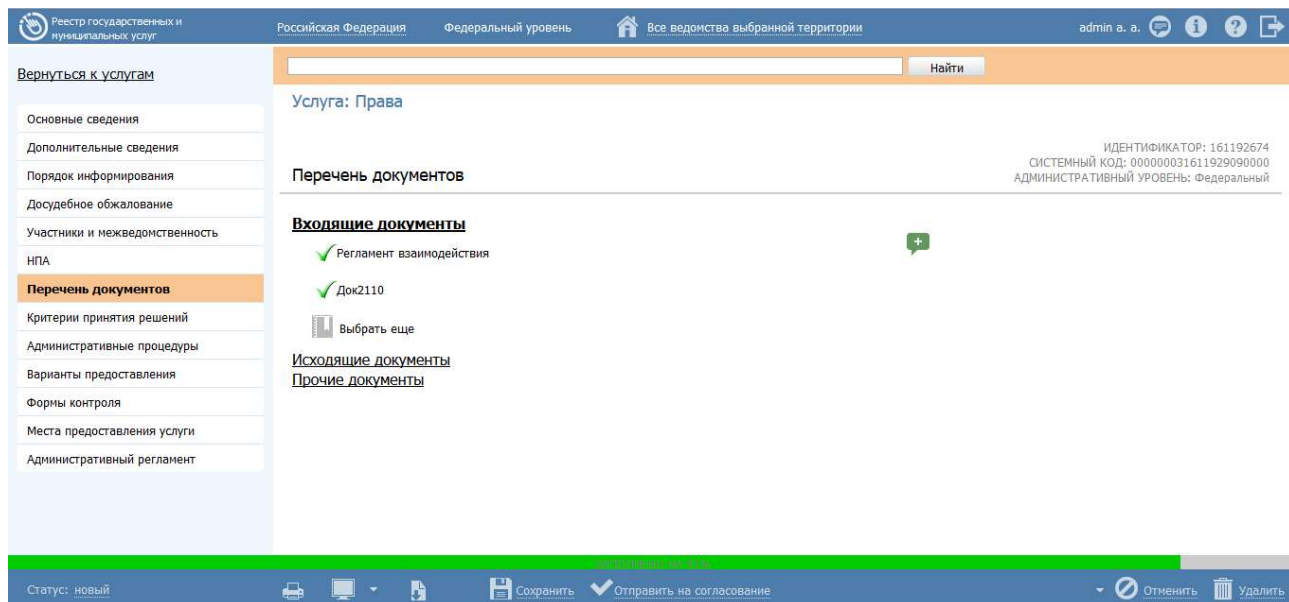 Реестр государственных и
муниципальных услуг
Российская Федерация
Федеральный уровень
Все ведомства выбранной территории
admin a. a.
Вернуться к услугам
Найти
Услуга: Права
Основные сведения
Дополнительные сведения
Порядок информирования
Досудебное обжалование
Участники и межведомственность
НПА
Перечень документов
Критерии принятия решений
Административные процедуры
Варианты предоставления
Формы контроля
Места предоставления услуги
Административный регламент
ИДЕНТИФИКАТОР: 161192674
СИСТЕМНЫЙ КОД: 000000031611929090000
АДМИНИСТРАТИВНЫЙ УРОВЕНЬ: Федеральный
Перечень документов
Входящие документы
Регламент взаимодействия
Док2110
Выбрать еще
Исходящие документы
Прочие документы
Статус: новый
Сохранить
Отправить на согласование
Отменить
Удалить